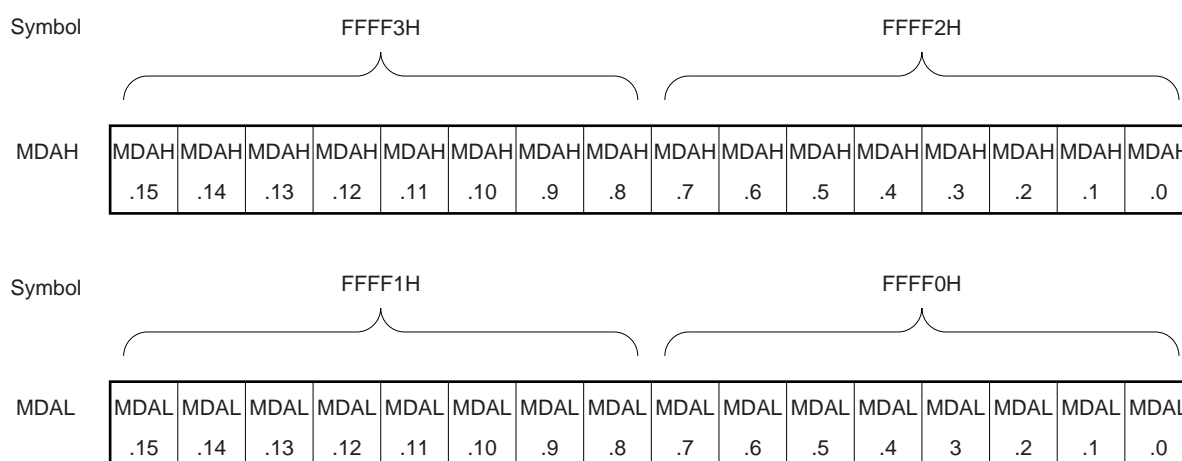 Symbol FFFF3H FFFF2H
MDAH MDAH MDAH MDAH MDAH MDAH MDAH MDAH MDAH MDAH MDAH MDAH MDAH MDAH MDAH MDAH MDAH
.15 .14 .13 .12 .11 .10 .9 .8 .7 .6 .5 .4 .3 .2 .1 .0
Symbol FFFF1H FFFF0H
MDAL MDAL MDAL MDAL MDAL MDAL MDAL MDAL MDAL MDAL MDAL MDAL MDAL MDAL MDAL MDAL MDAL
.15 .14 .13 .12 .11 .10 .9 .8 .7 .6 .5 .4 3 .2 .1 .0